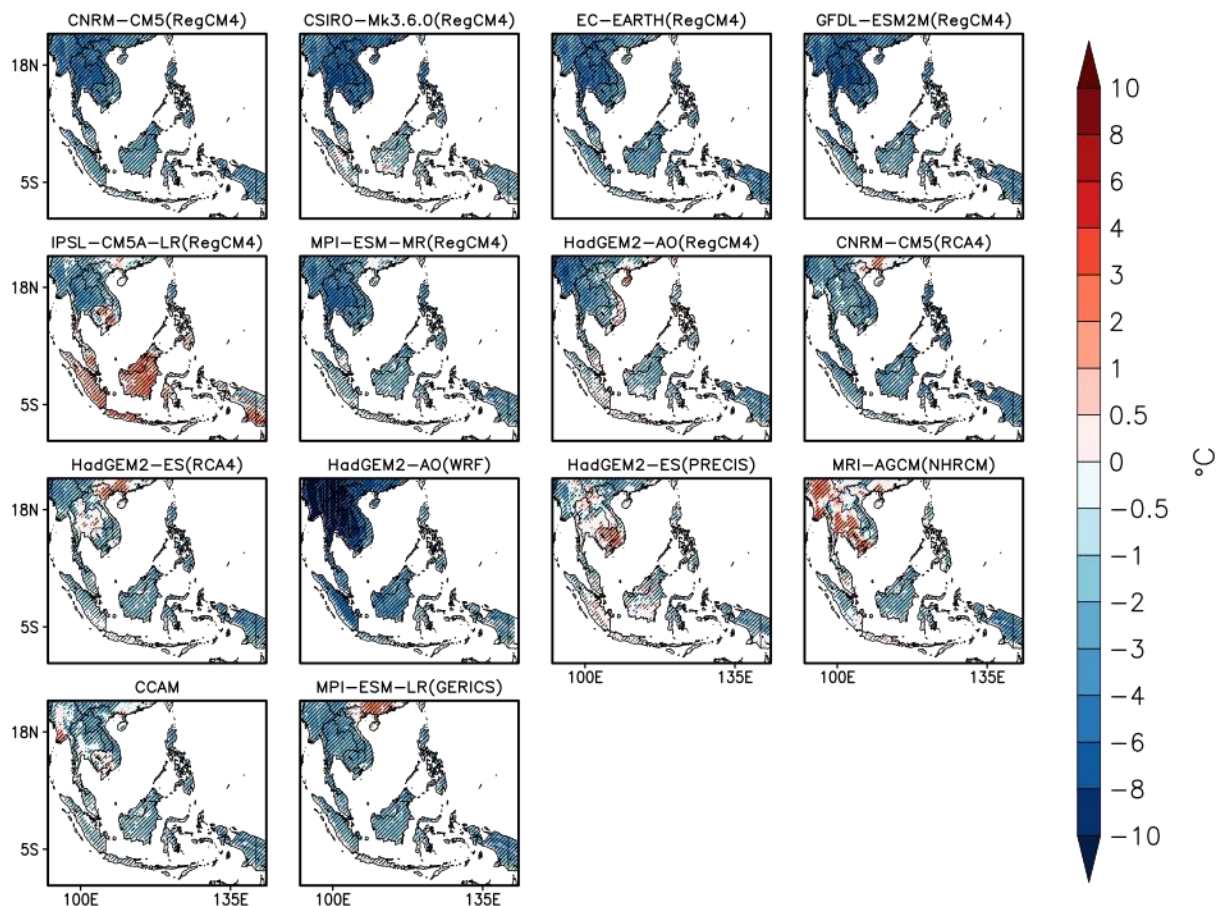 CNRM-CM5(RegCM4) CSIRO-Mk3.6.0(RegCM4) EC-EARTH(RegCM4) GFDL-ESM2M(RegCM4)
18N
5S
IPSL-CM5A-LR(RegCM4) MPI-ESM-MR(RegCM4) HadGEM2-AO(RegCM4) CNRM-CM5(RCA4)
18N
5S
HadGEM2-ES(RCA4) HadGEM2-AO(WRF) HadGEM2-ES(PRECIS) MRI-AGCM(NHRCM)
18N
5S
100E 135E 100E 135E
CCAM MPI-ESM-LR(GERICS)
18N
5S
100E 135E 100E 135E
10
8
6
4
3
2
1
0.5
0
-0.5
-1
-2
-3
-4
-6
-8
-10
°C